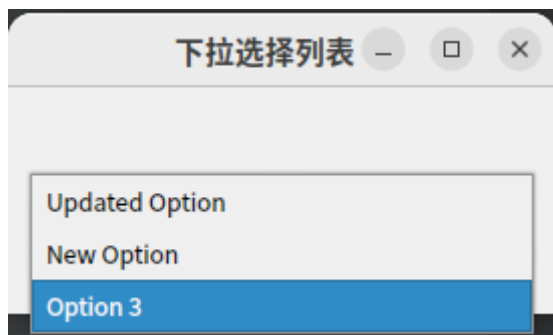 下拉选择列表
Updated Option
New Option
Option 3